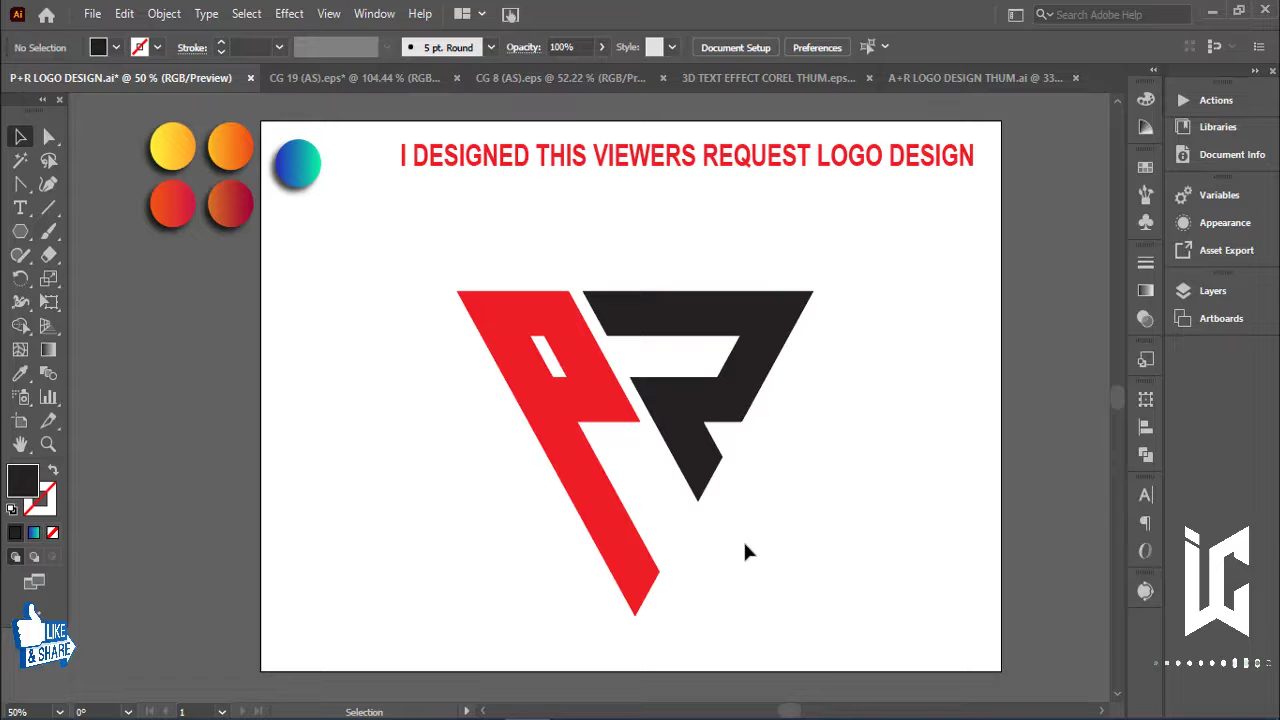 Ai
File Edit Object Type Select Effect View Window Help
Search Adobe Help
No Selection Stroke: 5 pt. Round Opacity: 100% Style: Document Setup Preferences
P+R LOGO DESIGN.ai* @ 50 % (RGB/Preview) CG 19 (AS).eps* @ 104.44 % (RGB... CG 8 (AS).eps @ 52.22 % (RGB/Pr... 3D TEXT EFFECT COREL THUM.eps... A+R LOGO DESIGN THUM.ai @ 33...
I DESIGNED THIS VIEWERS REQUEST LOGO DESIGN
Actions
Libraries
Document Info
Variables
Appearance
Asset Export
Layers
Artboards
LIKE
& SHARE
50% 0° 1 Selection